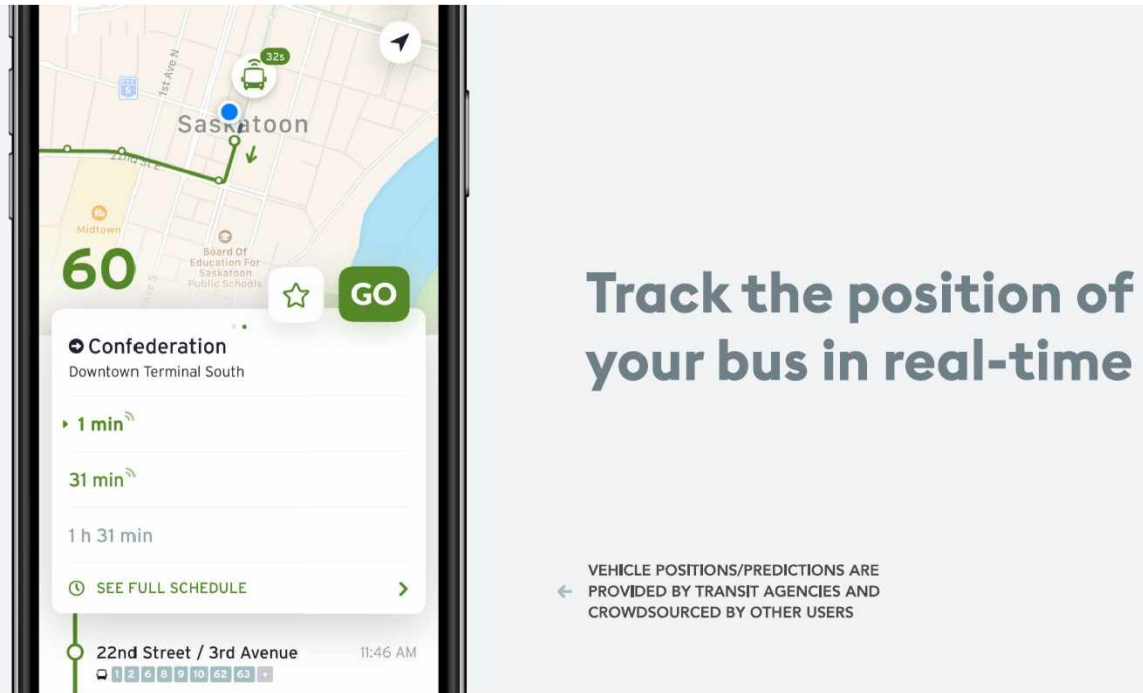 32s
1st Ave N
5
Saskatoon
22nd St E
Midtown
Board Of
Education For
Saskatoon
Public Schools
60
GO
Confederation
Downtown Terminal South
1 min
31 min
1 h 31 min
SEE FULL SCHEDULE
22nd Street / 3rd Avenue 11:46 AM
1 2 6 8 9 10 62 63 +
Track the position of
your bus in real-time
VEHICLE POSITIONS/PREDICTIONS ARE
← PROVIDED BY TRANSIT AGENCIES AND
CROWDSOURCED BY OTHER USERS